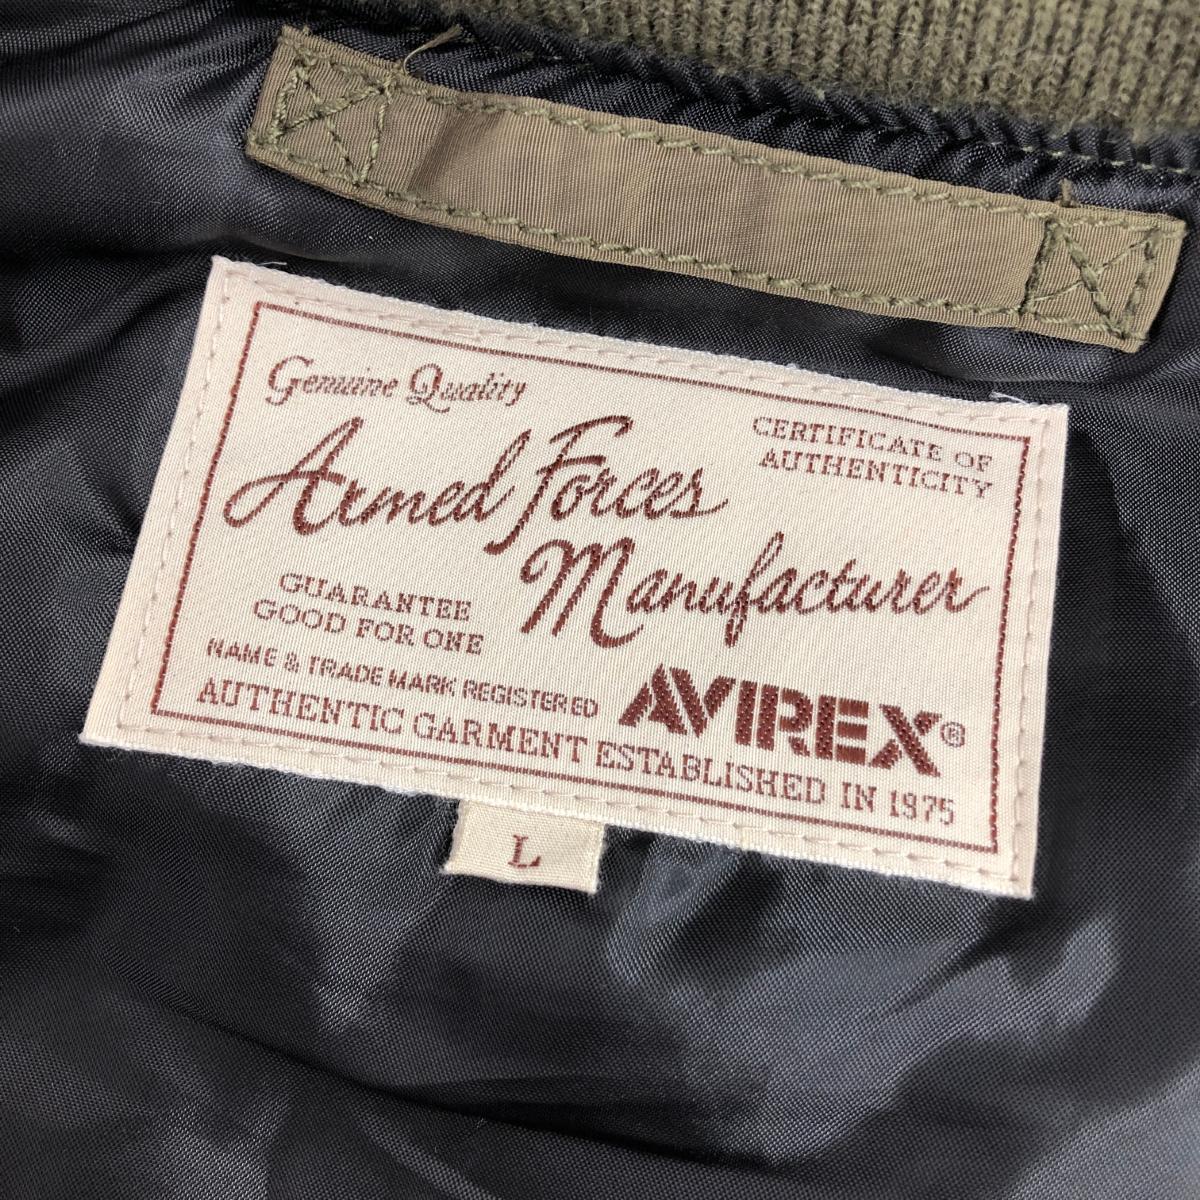 Genuine Quality
CERTIFICATE OF
AUTHENTICITY
Armed Forces
Manufacturer
GUARANTEE
GOOD FOR ONE
NAME & TRADE MARK REGISTERED
AVIREX®
AUTHENTIC GARMENT ESTABLISHED IN 1975
L